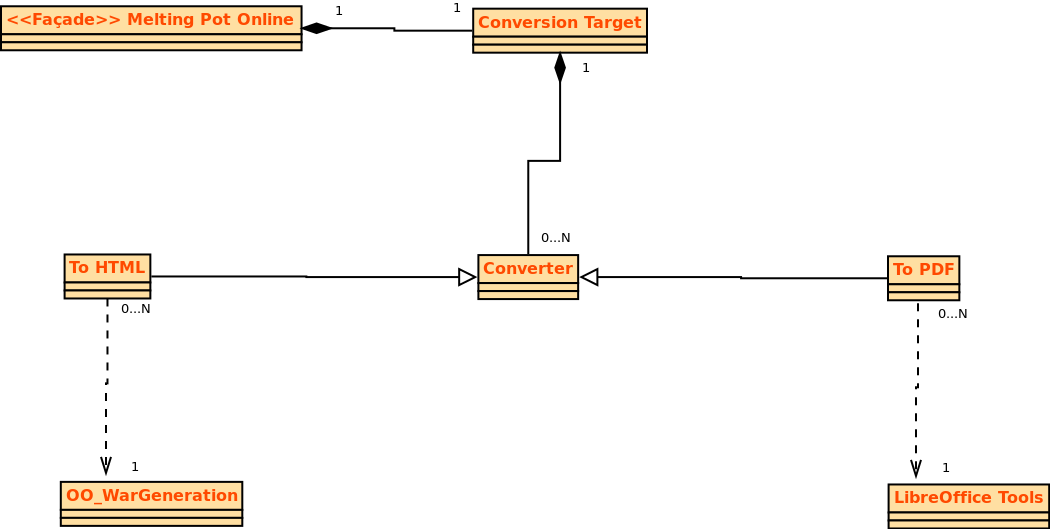 <<Façade>> Melting Pot Online
1
1
Conversion Target
1
0...N
To HTML
Converter
To PDF
0...N
0...N
1
1
OO_WarGeneration
LibreOffice Tools